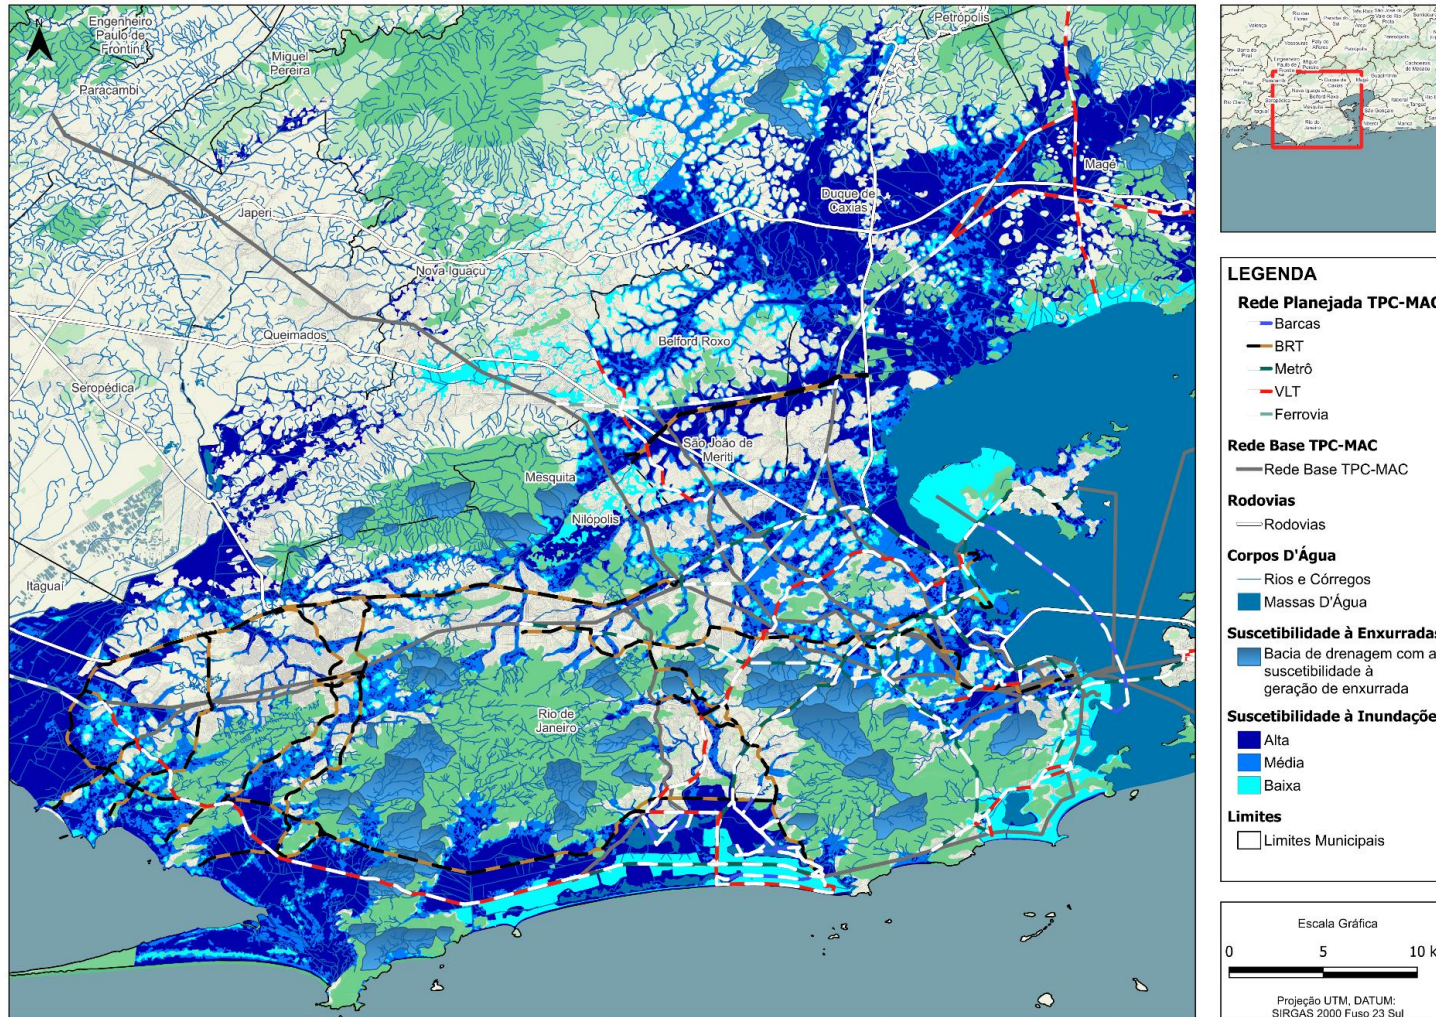 N
Engenheiro
Paulo de
Frontin
Paracambi
Miguel
Pereira
Petrópolis
Magé
Duque de
Caxias
Japeri
Nova Iguaçu
Queimados
Belford Roxo
Seropédica
São João de
Meriti
Mesquita
Nilópolis
Itaguaí
Rio de
Janeiro
LEGENDA
Rede Planejada TPC-MAC
Barcas
BRT
Metrô
VLT
Ferrovia
Rede Base TPC-MAC
Rede Base TPC-MAC
Rodovias
Rodovias
Corpos D'Água
Rios e Córregos
Massas D'Água
Suscetibilidade à Enxurradas
Bacia de drenagem com a
suscetibilidade à
geração de enxurrada
Suscetibilidade à Inundaçõe
Alta
Média
Baixa
Limites
Limites Municipais
Escala Gráfica
0 5 10 k
Projeção UTM, DATUM:
SIRGAS 2000 Fuso 23 Sul